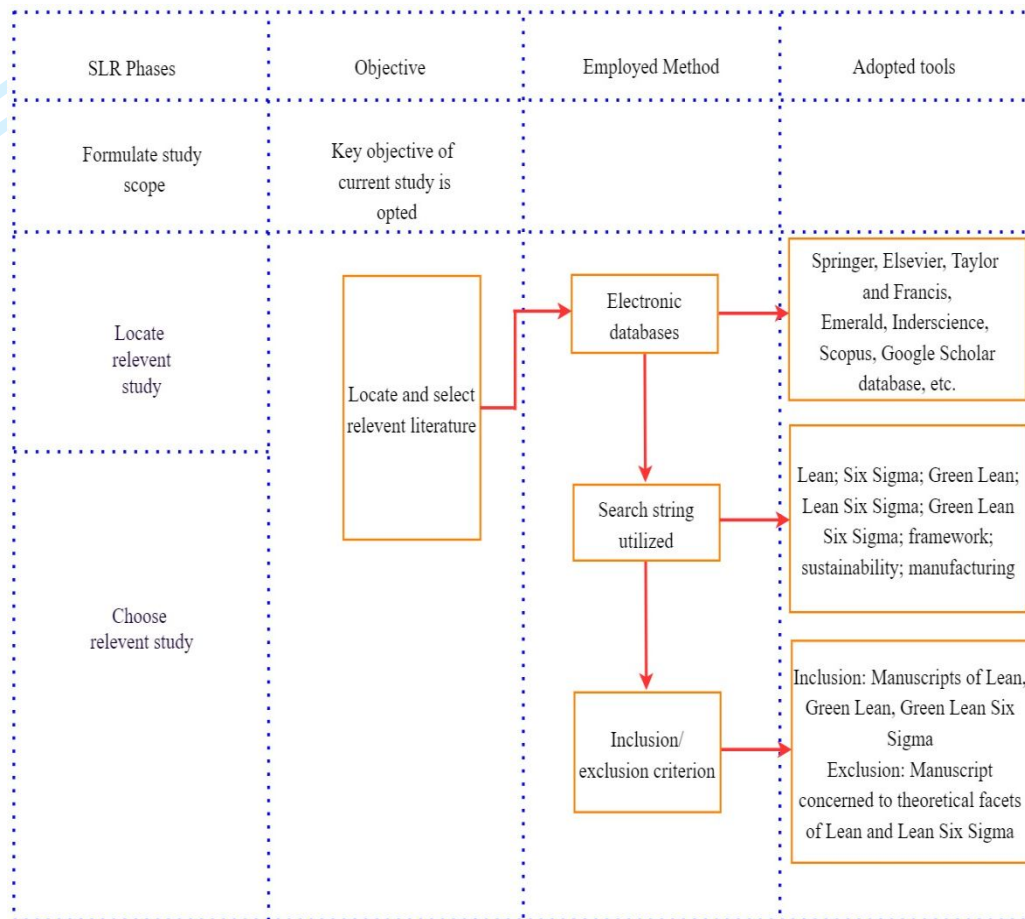 SLR Phases
Objective
Employed Method
Adopted tools
Formulate study
scope
Key objective of
current study is
opted
Locate
relevent
study
Locate and select
relevent literature
Electronic
databases
Springer, Elsevier, Taylor
and Francis,
Emerald, Inderscience,
Scopus, Google Scholar
database, etc.
Search string
utilized
Lean; Six Sigma; Green Lean;
Lean Six Sigma; Green Lean
Six Sigma; framework;
sustainability; manufacturing
Choose
relevent study
Inclusion/
exclusion criterion
Inclusion: Manuscripts of Lean,
Green Lean, Green Lean Six
Sigma
Exclusion: Manuscript
concerned to theoretical facets
of Lean and Lean Six Sigma